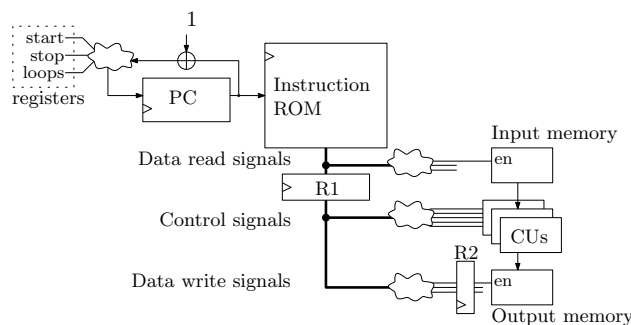 1
start
stop
loops
registers
PC
Instruction
ROM
Input memory
Data read signals
en
R1
Control signals
CUs
R2
Data write signals
en
Output memory